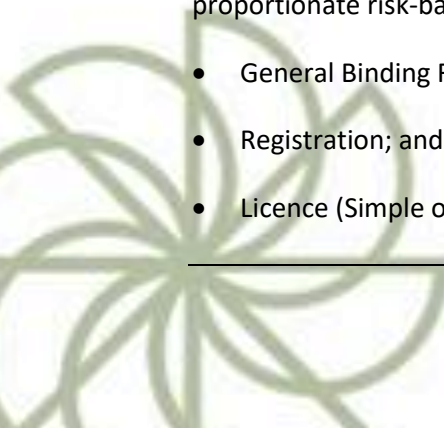 proportionate risk-ba
• General Binding
• Registration; and
• Licence (Simple o